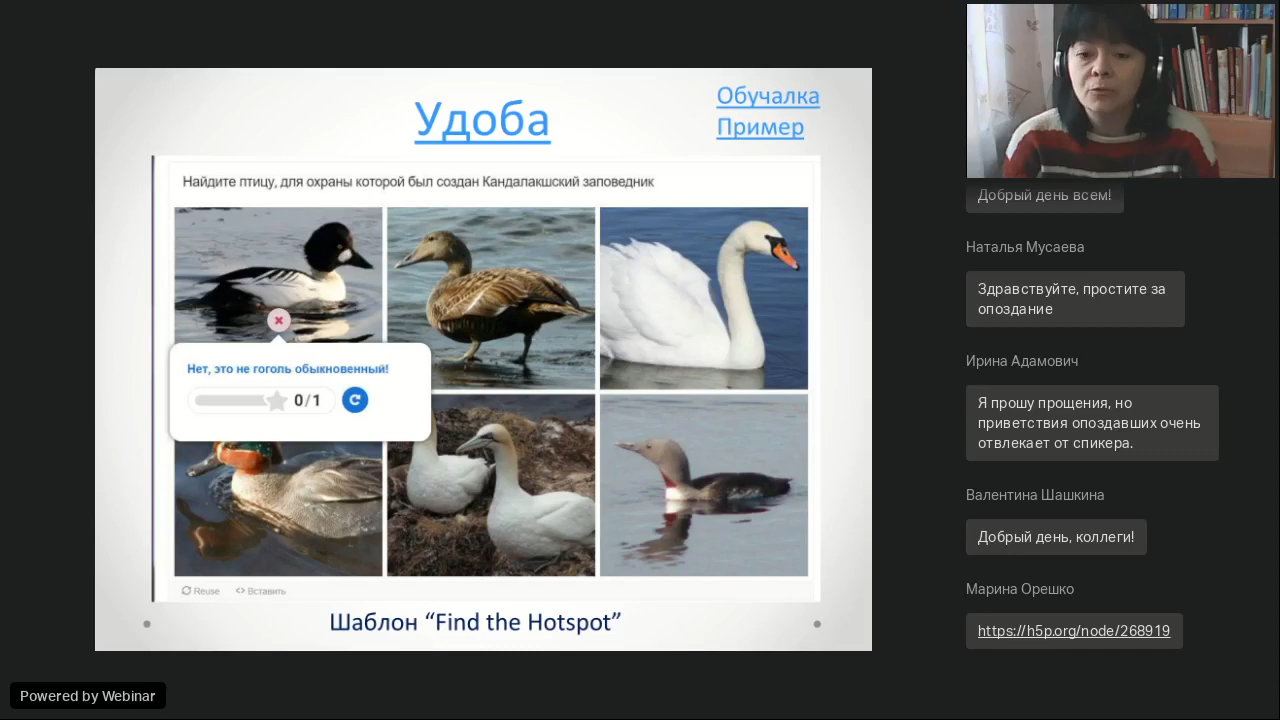 Удоба
Обучалка
Пример
Найдите птицу, для охраны которой был создан Кандалакшский заповедник
Нет, это не гоголь обыкновенный!
0/1
Reuse
Вставить
Шаблон “Find the Hotspot”
Добрый день всем!
Наталья Мусаева
Здравствуйте, простите за
опоздание
Ирина Адамович
Я прошу прощения, но
приветствия опоздавших очень
отвлекает от спикера.
Валентина Шашкина
Добрый день, коллеги!
Марина Орешко
https://h5p.org/node/268919
Powered by Webinar